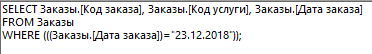 SELECT Заказы.[Код заказа], Заказы.[Код услуги], Заказы.[Дата заказа]
FROM Заказы
WHERE (((Заказы.[Дата заказа])="23.12.2018"));